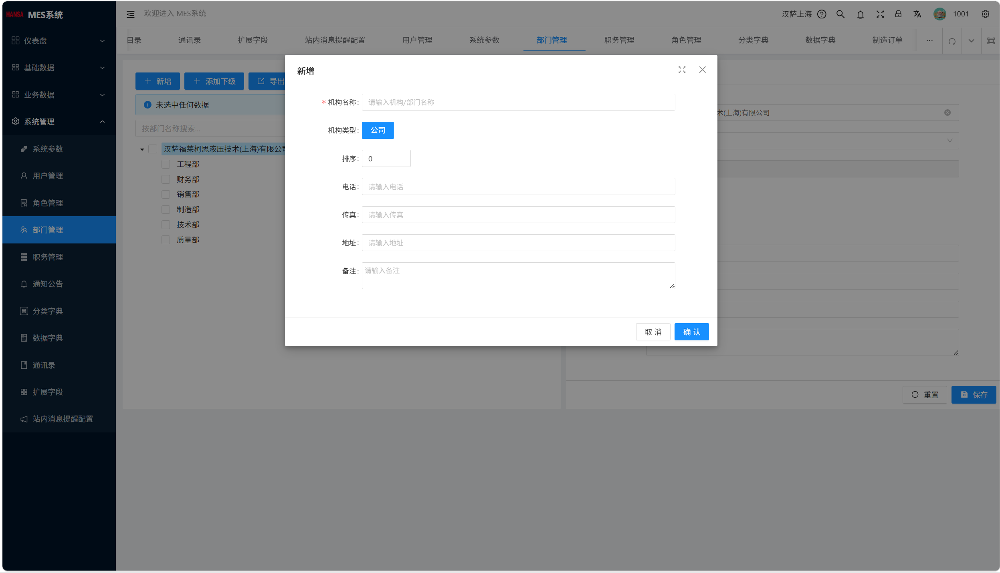 HANSA MES系统
欢迎进入 MES系统
汉萨上海
1001
仪表盘
基础数据
业务数据
系统管理
系统参数
用户管理
角色管理
部门管理
职务管理
通知公告
分类字典
数据字典
通讯录
扩展字段
站内消息提醒配置
目录 通讯录 扩展字段 站内消息提醒配置 用户管理 系统参数 部门管理 职务管理 角色管理 分类字典 数据字典 制造订单 ···
新增 添加下级 导出
未选中任何数据
按部门名称搜索...
汉萨福莱柯思液压技术(上海)有限公司
工程部
财务部
销售部
制造部
技术部
质量部
新增
* 机构名称: 请输入机构/部门名称
机构类型: 公司
排序: 0
电话: 请输入电话
传真: 请输入传真
地址: 请输入地址
备注: 请输入备注
取 消 确 认
术(上海)有限公司
重置 保存